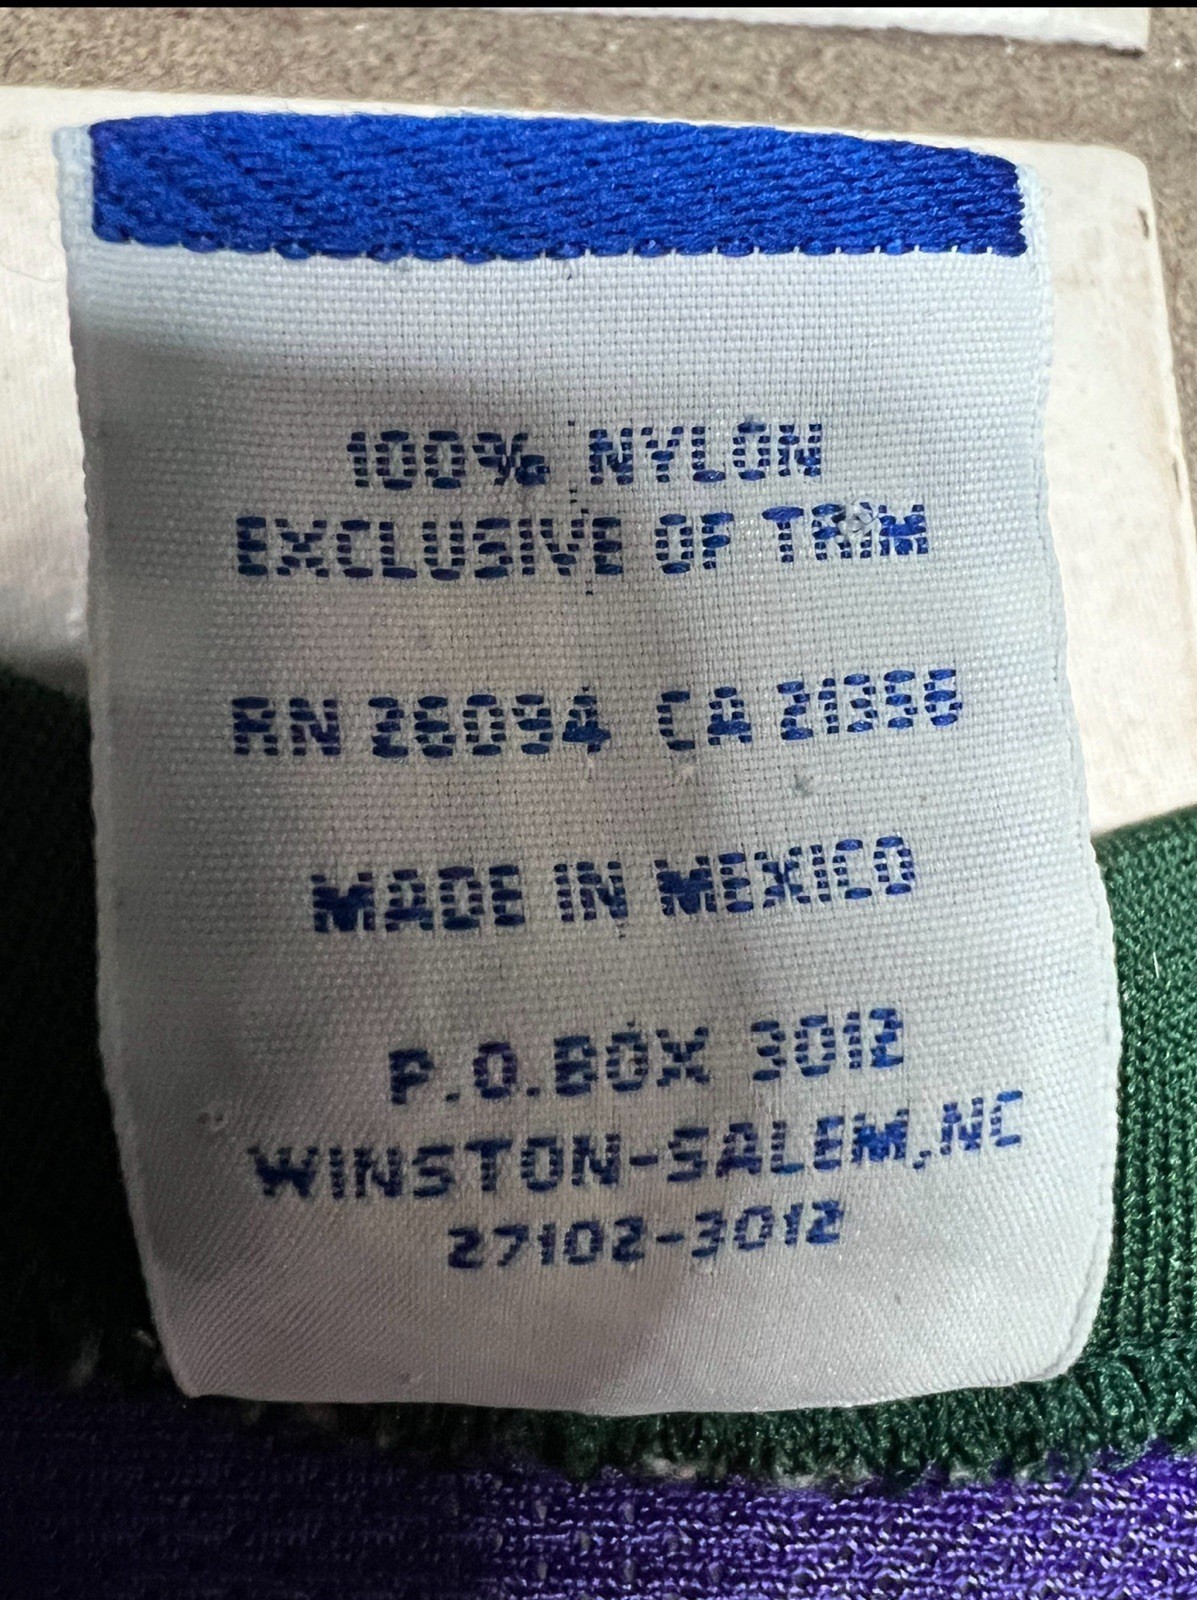 100% NYLON
EXCLUSIVE OF TRIM
RN 26094 CA 21356
MADE IN MEXICO
P.O.BOX 3012
WINSTON-SALEM,NC
27102-3012